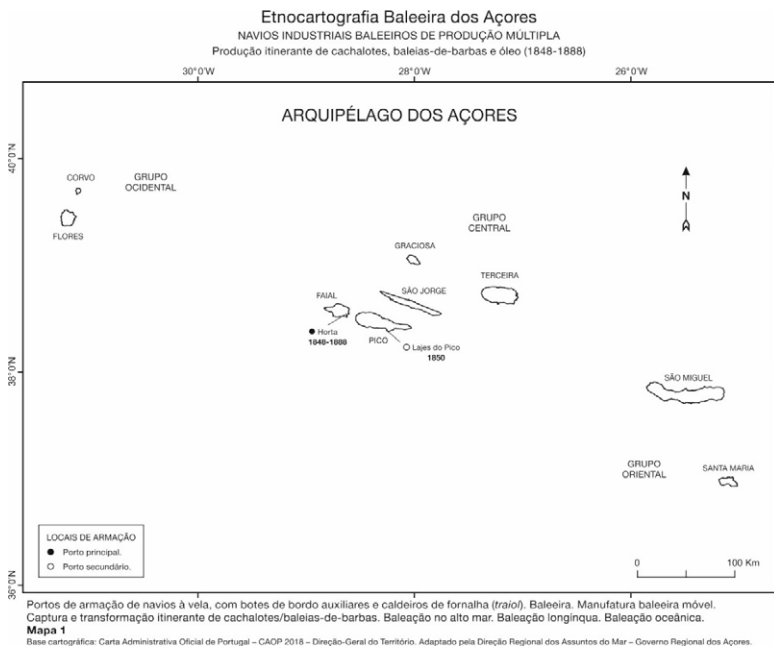 Etnocartografia Baleeira dos Açores
NAVIOS INDUSTRIAIS BALEEIROS DE PRODUÇÃO MÚLTIPLA
Produção itinerante de cachalotes, baleias-de-barbas e óleo (1848-1888)
30°0'W 28°0'W 26°0'W
ARQUIPÉLAGO DOS AÇORES
40°0'N
CORVO
GRUPO
OCIDENTAL
FLORES
N
GRUPO
CENTRAL
GRACIOSA
TERCEIRA
SÃO JORGE
FAIAL
Horta
1848-1888
PICO
Lajes do Pico
1850
38°0'N
SÃO MIGUEL
GRUPO
ORIENTAL
SANTA MARIA
LOCAIS DE ARMAÇÃO
Porto principal.
Porto secundário.
0 100 Km
36°0'N
Portos de armação de navios à vela, com botes de bordo auxiliares e caldeiros de fornalha (traiol). Baleeira. Manufatura baleeira móvel.
Captura e transformação itinerante de cachalotes/baleias-de-barbas. Baleação no alto mar. Baleação longínqua. Baleação oceânica.
Mapa 1
Base cartográfica: Carta Administrativa Oficial de Portugal – CAOP 2018 – Direção-Geral do Território. Adaptado pela Direção Regional dos Assuntos do Mar – Governo Regional dos Açores.